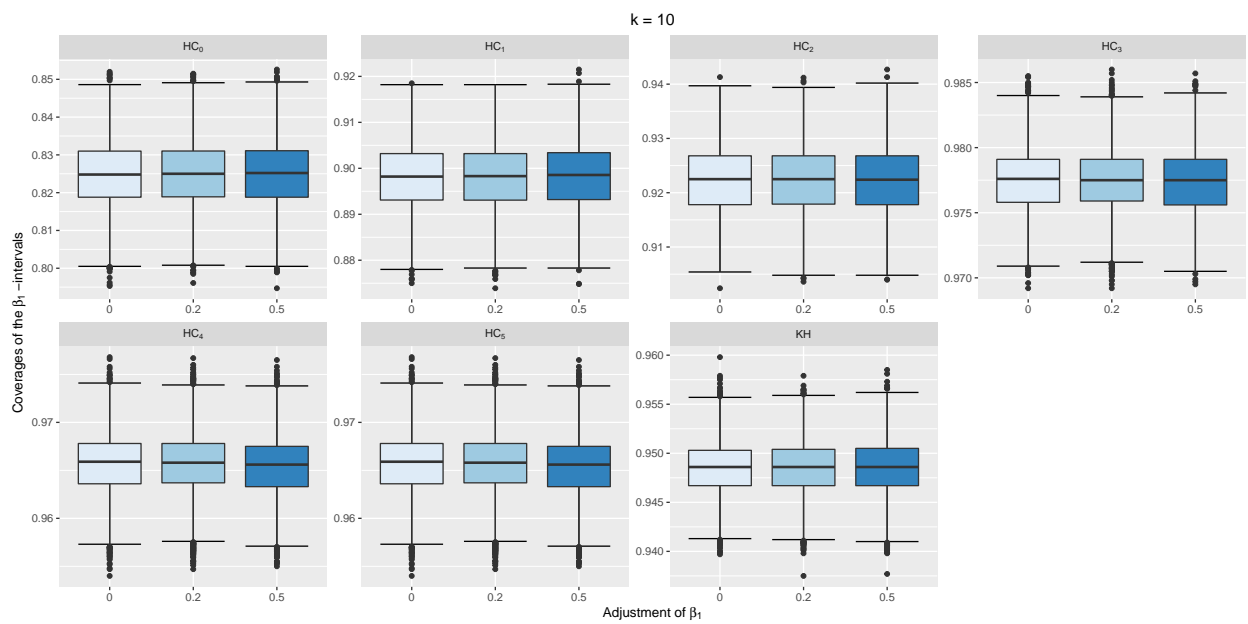 k = 10
HC₀ HC₁ HC₂ HC₃
0.85
0.84
0.83
0.82
0.81
0.80
0 0.2 0.5
0.92
0.91
0.90
0.89
0.88
0 0.2 0.5
0.94
0.93
0.92
0.91
0 0.2 0.5
0.985
0.980
0.975
0.970
0 0.2 0.5
Coverages of the β₁−intervals
HC₄ HC₅ KH
0.97
0.96
0 0.2 0.5
0.97
0.96
0 0.2 0.5
0.960
0.955
0.950
0.945
0.940
0 0.2 0.5
Adjustment of β₁